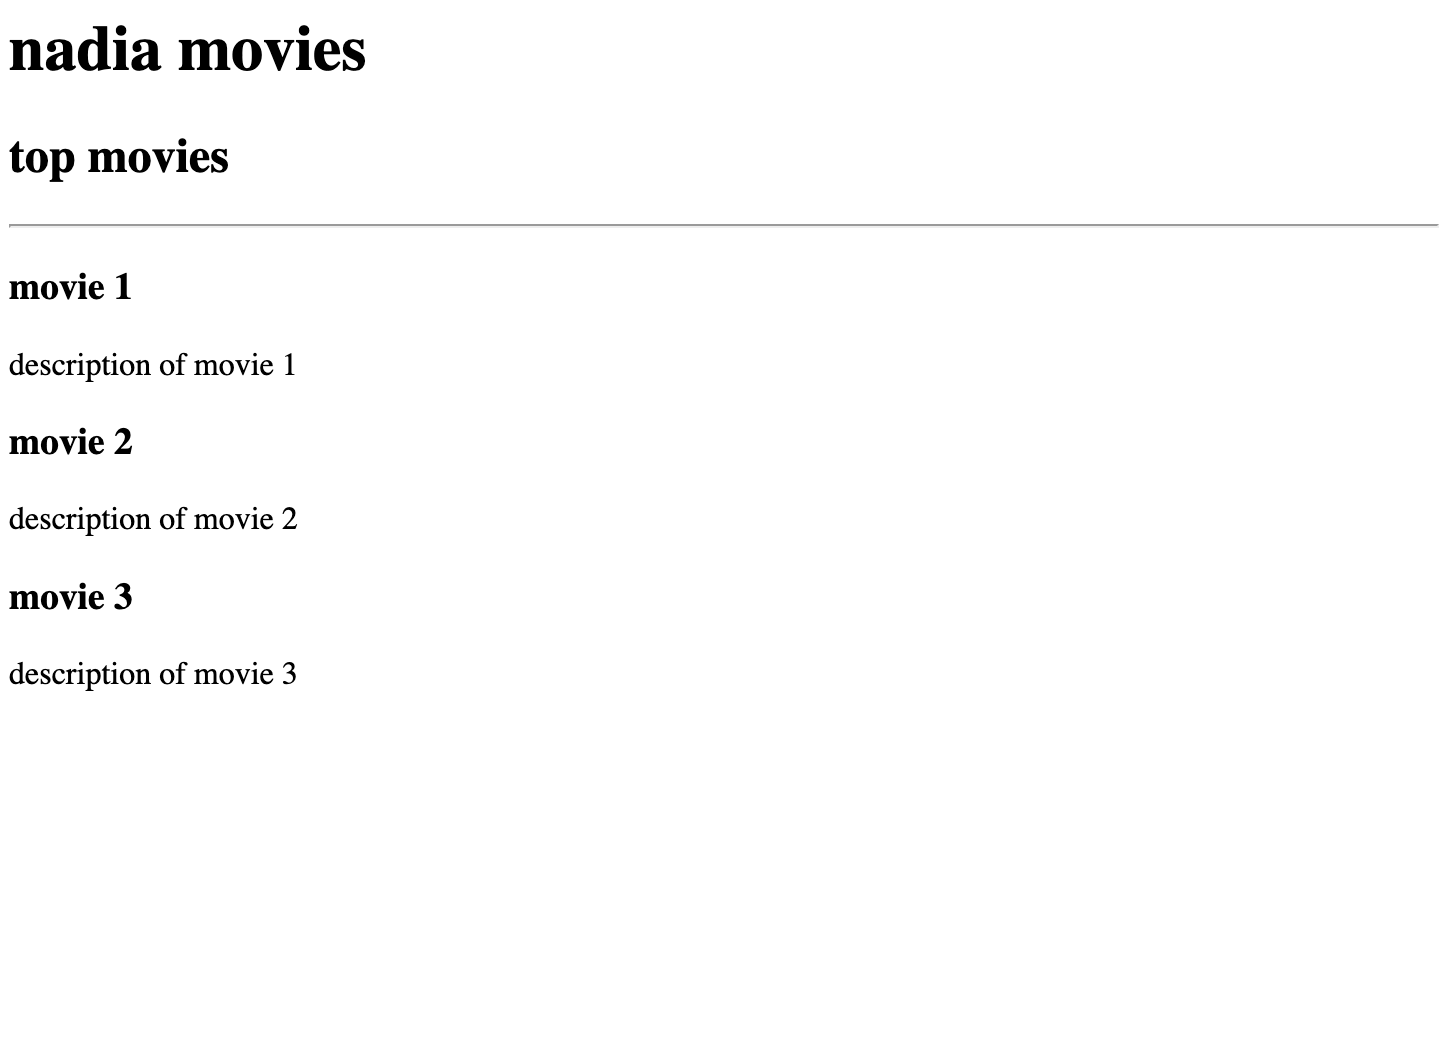 nadia movies
top movies
movie 1
description of movie 1
movie 2
description of movie 2
movie 3
description of movie 3